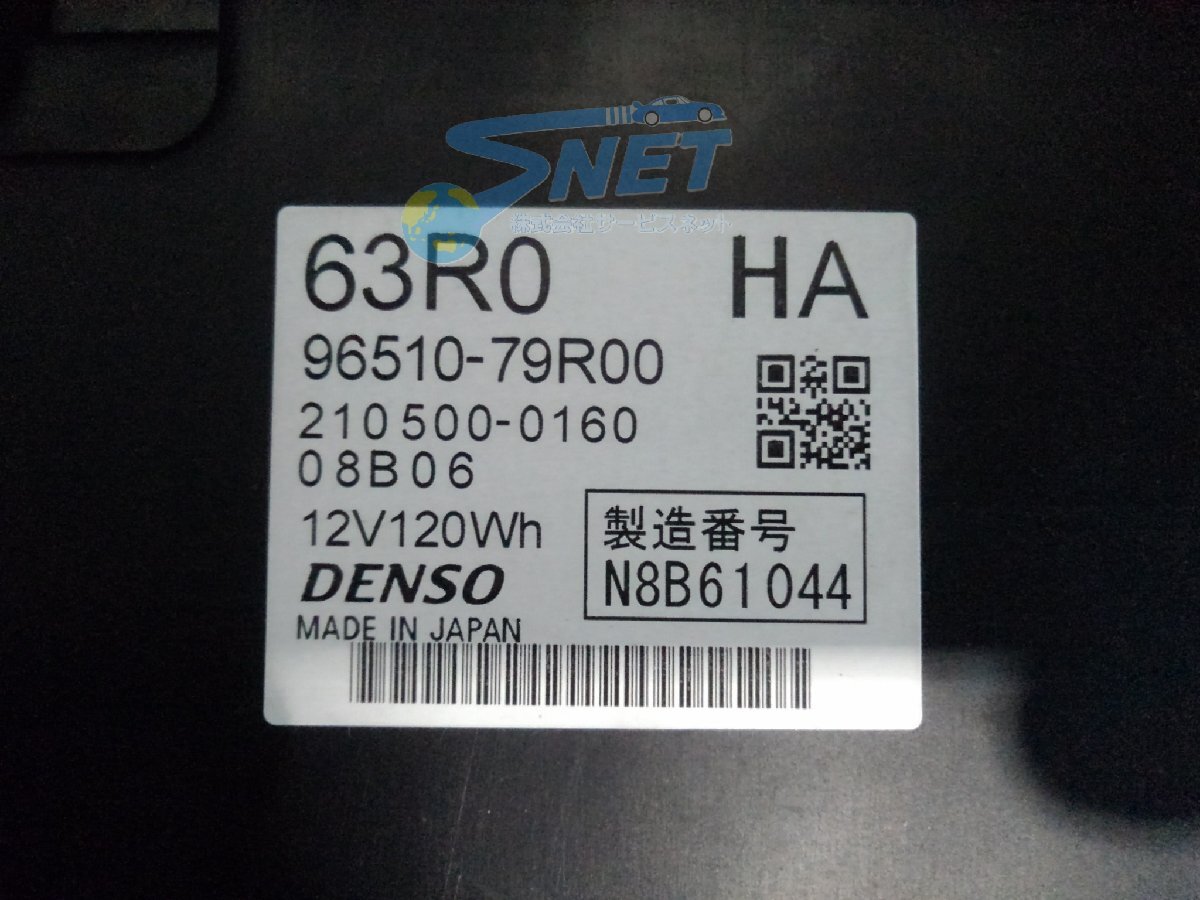 SNET
株式会社サービスネット
63R0 HA
96510-79R00
210500-0160
08B06
12V120Wh
製造番号
N8B61044
DENSO
MADE IN JAPAN